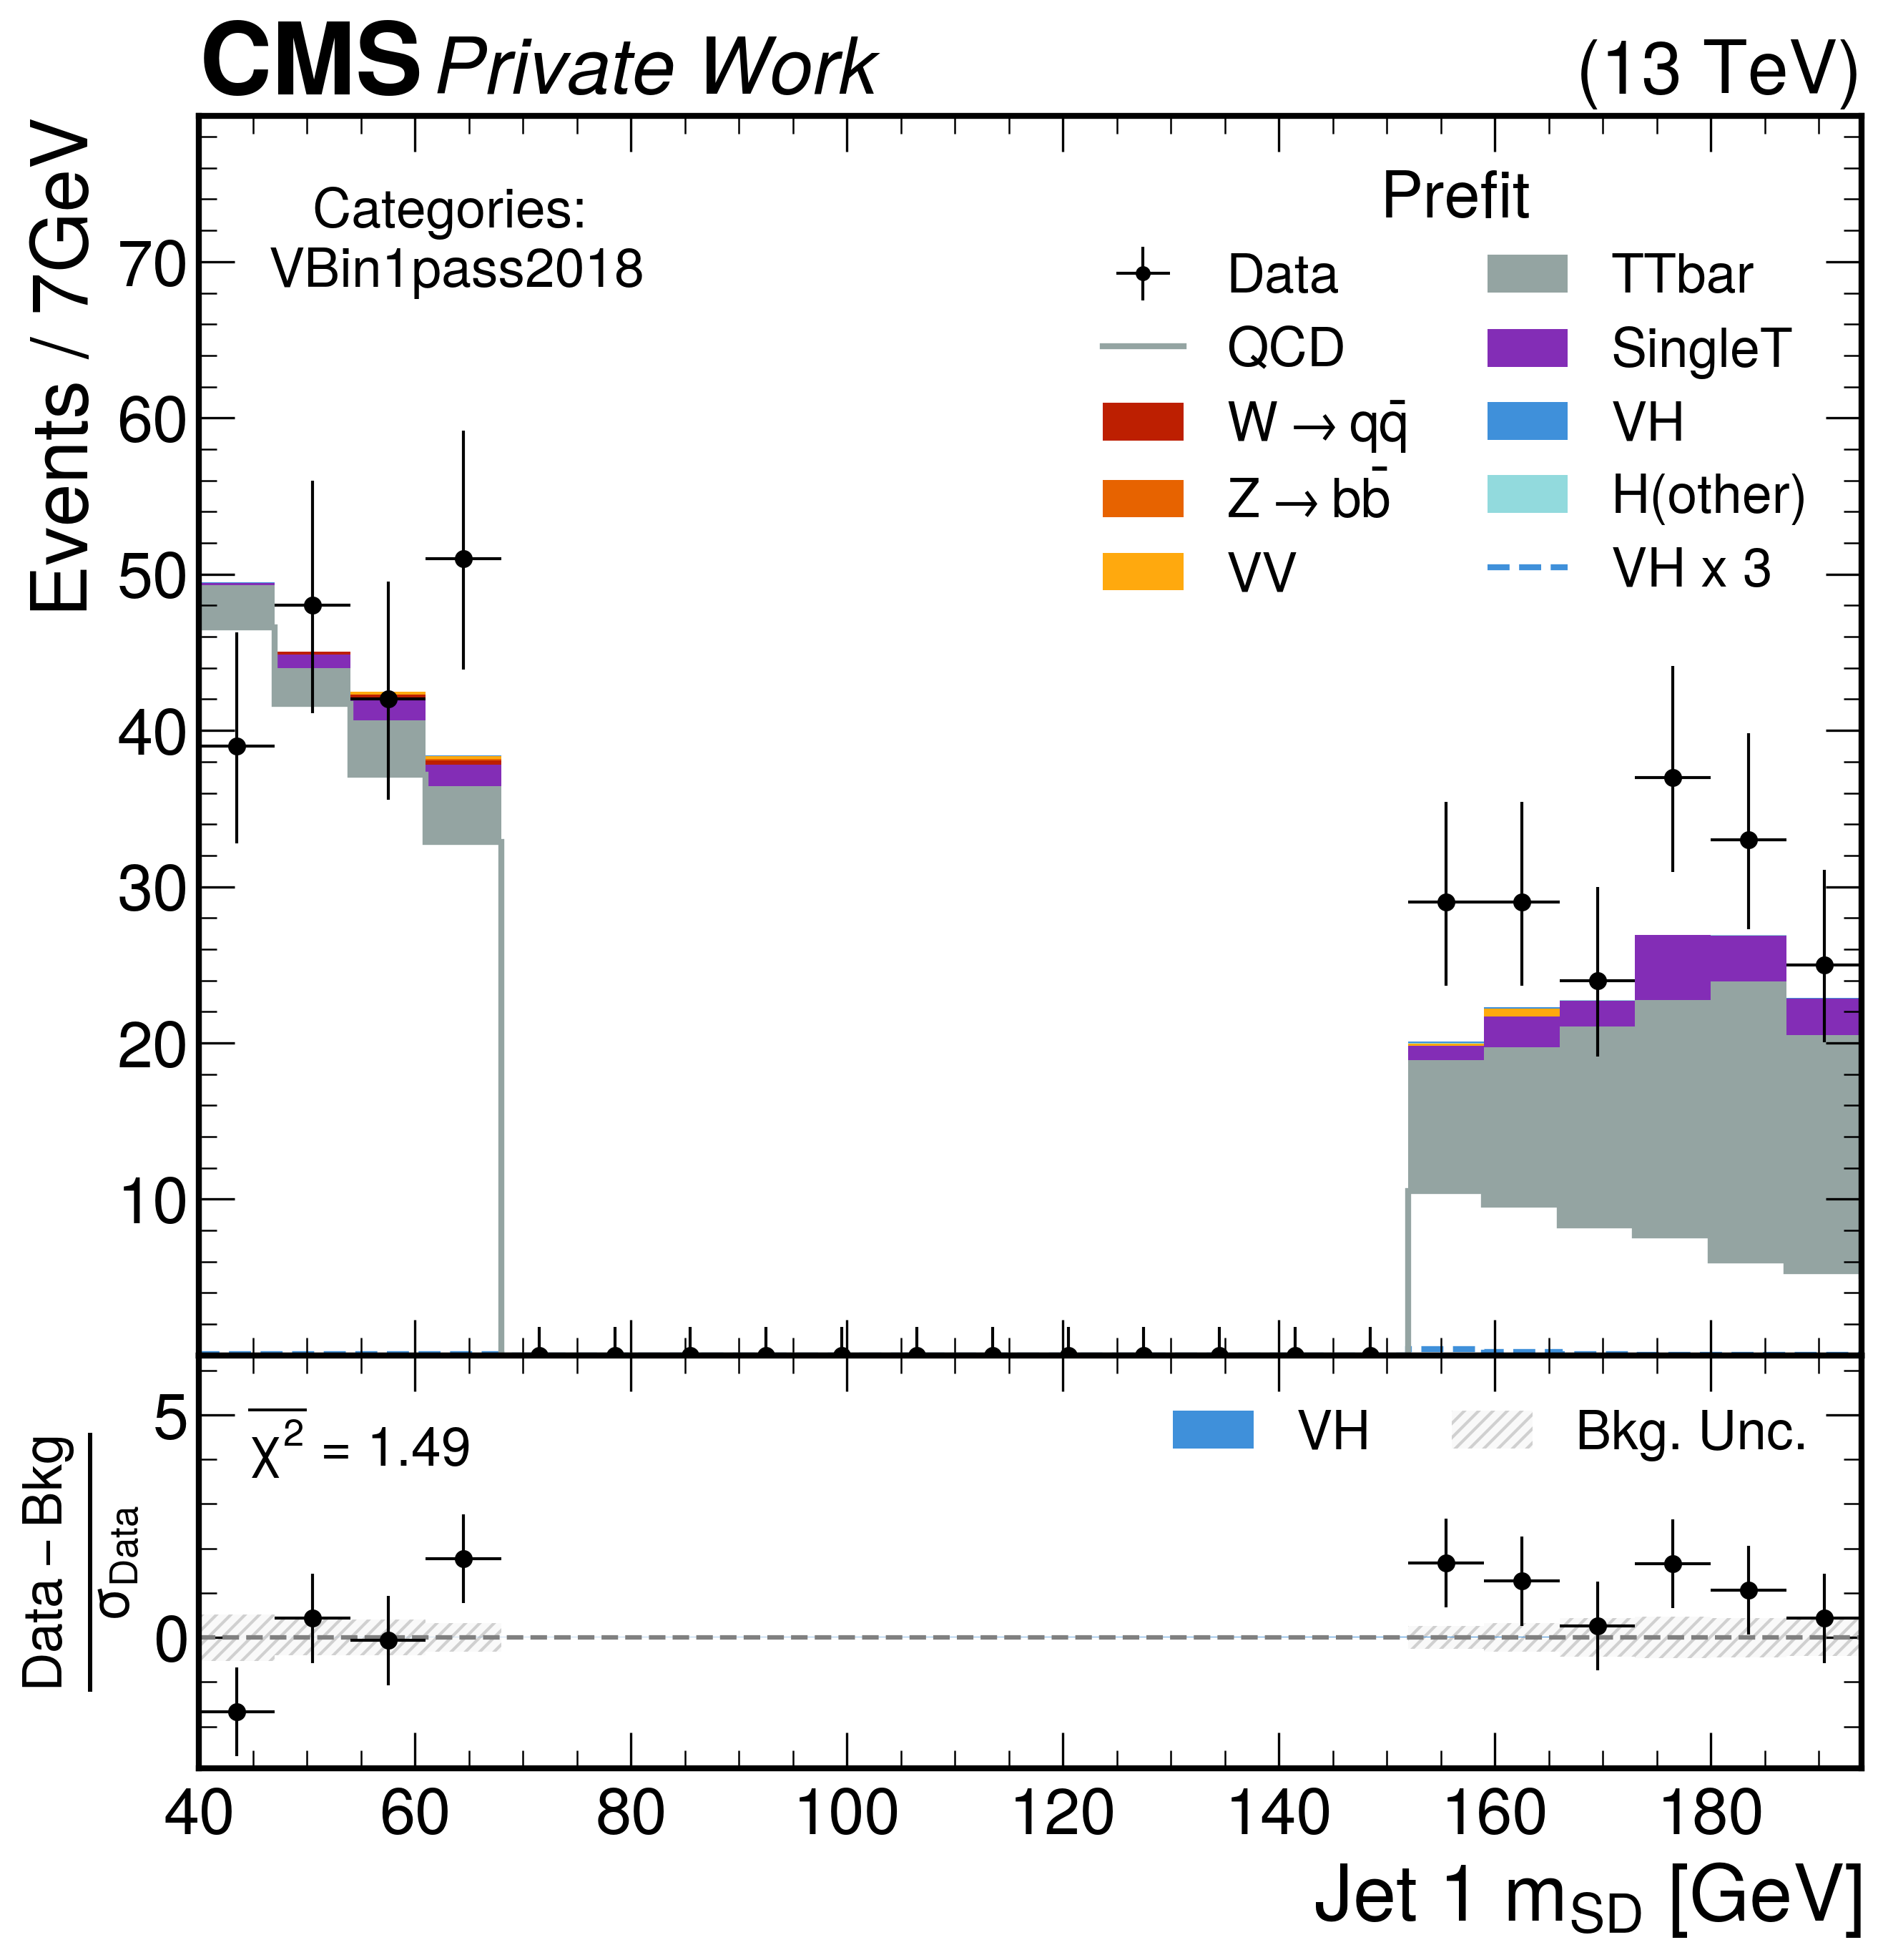 CMS Private Work (13 TeV)
Events / 7GeV
Categories:
VBin1pass2018
Prefit
Data
QCD
W → qq̄
Z → bb̄
VV
TTbar
SingleT
VH
H(other)
VH x 3
70
60
50
40
30
20
10
Data − Bkg
σ_Data
5
0
χ² = 1.49
VH
Bkg. Unc.
40 60 80 100 120 140 160 180
Jet 1 m_SD [GeV]